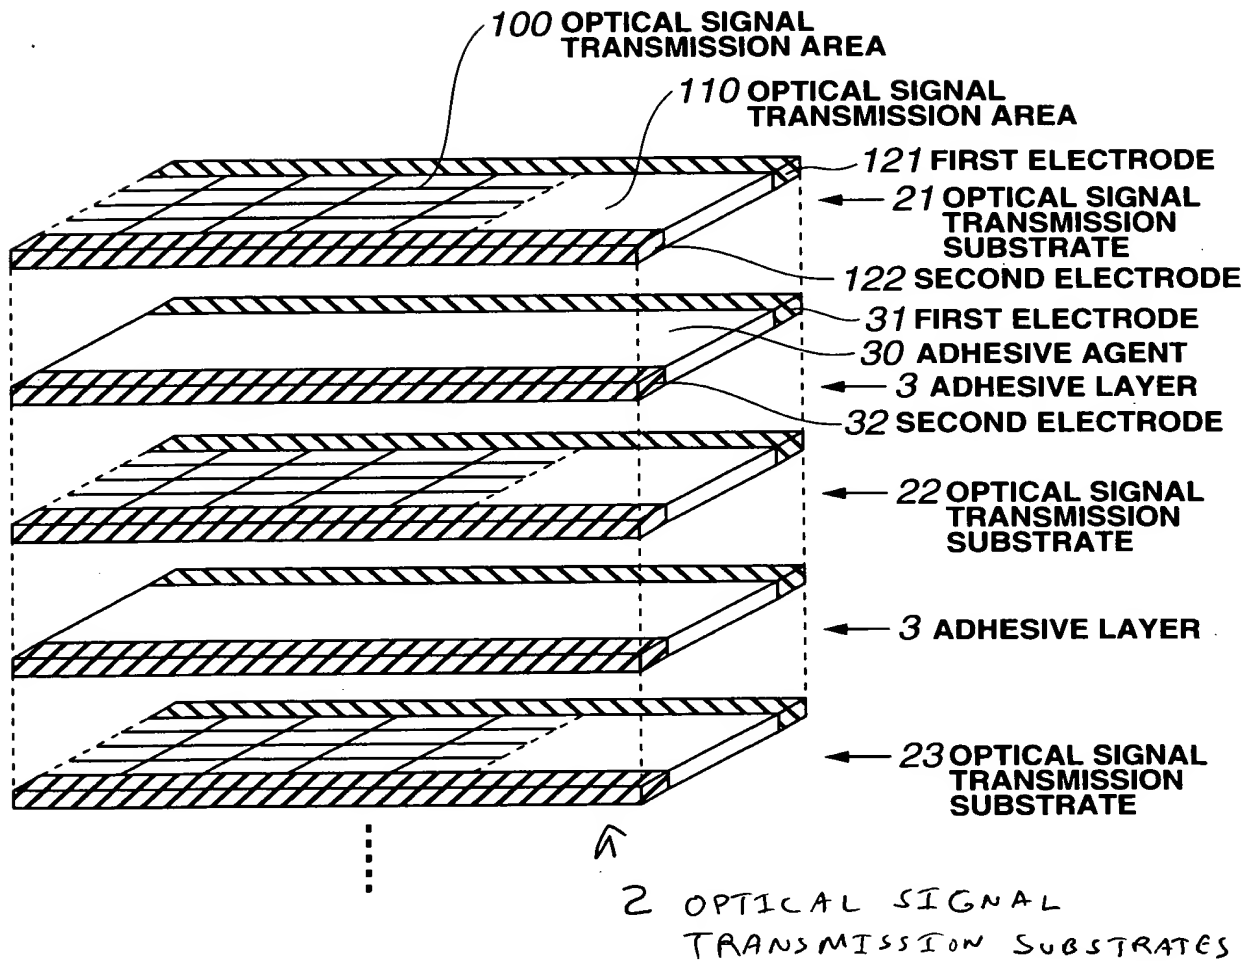 100 OPTICAL SIGNAL
TRANSMISSION AREA
110 OPTICAL SIGNAL
TRANSMISSION AREA
121 FIRST ELECTRODE
21 OPTICAL SIGNAL
TRANSMISSION
SUBSTRATE
122 SECOND ELECTRODE
31 FIRST ELECTRODE
30 ADHESIVE AGENT
3 ADHESIVE LAYER
32 SECOND ELECTRODE
22 OPTICAL SIGNAL
TRANSMISSION
SUBSTRATE
3 ADHESIVE LAYER
23 OPTICAL SIGNAL
TRANSMISSION
SUBSTRATE
2 OPTICAL SIGNAL
TRANSMISSION SUBSTRATES